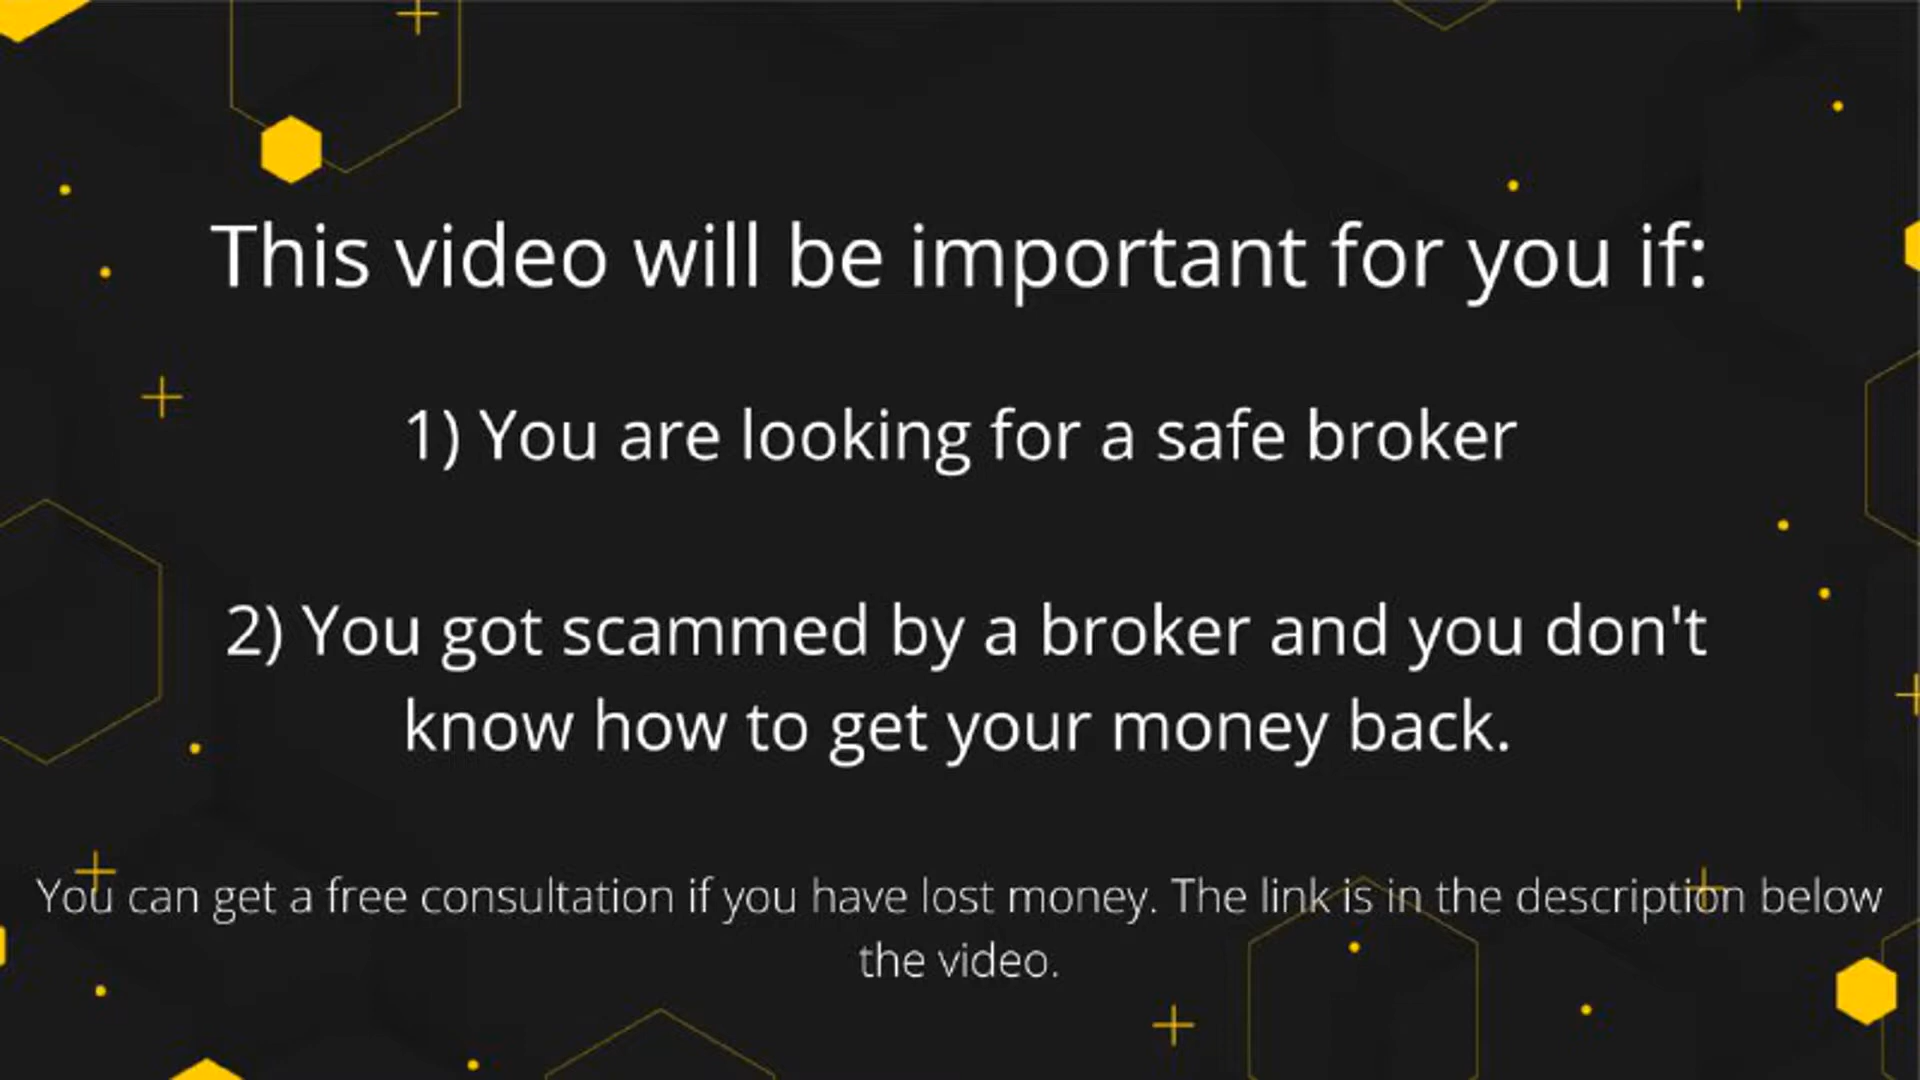 This video will be important for you if:
1) You are looking for a safe broker
2) You got scammed by a broker and you don't
know how to get your money back.
You can get a free consultation if you have lost money. The link is in the description below
the video.